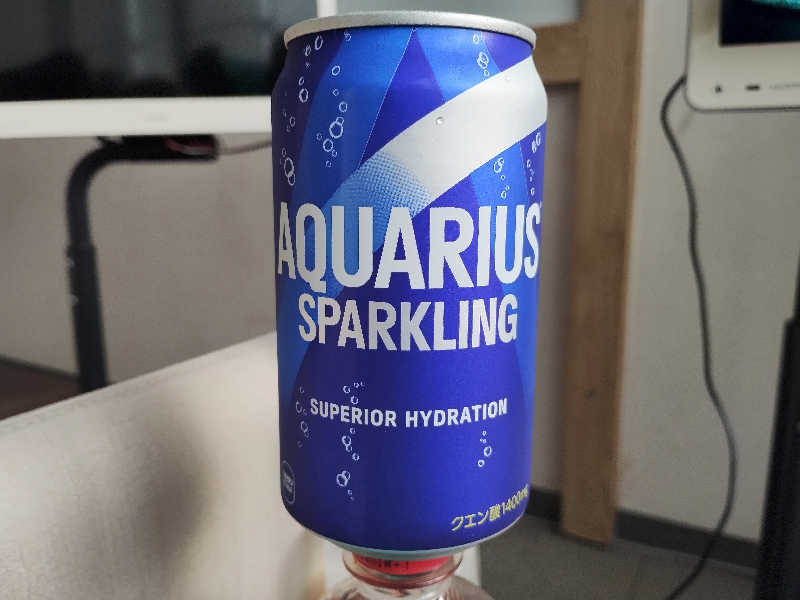 AQUARIUS
SPARKLING
SUPERIOR HYDRATION
クエン酸1400mg